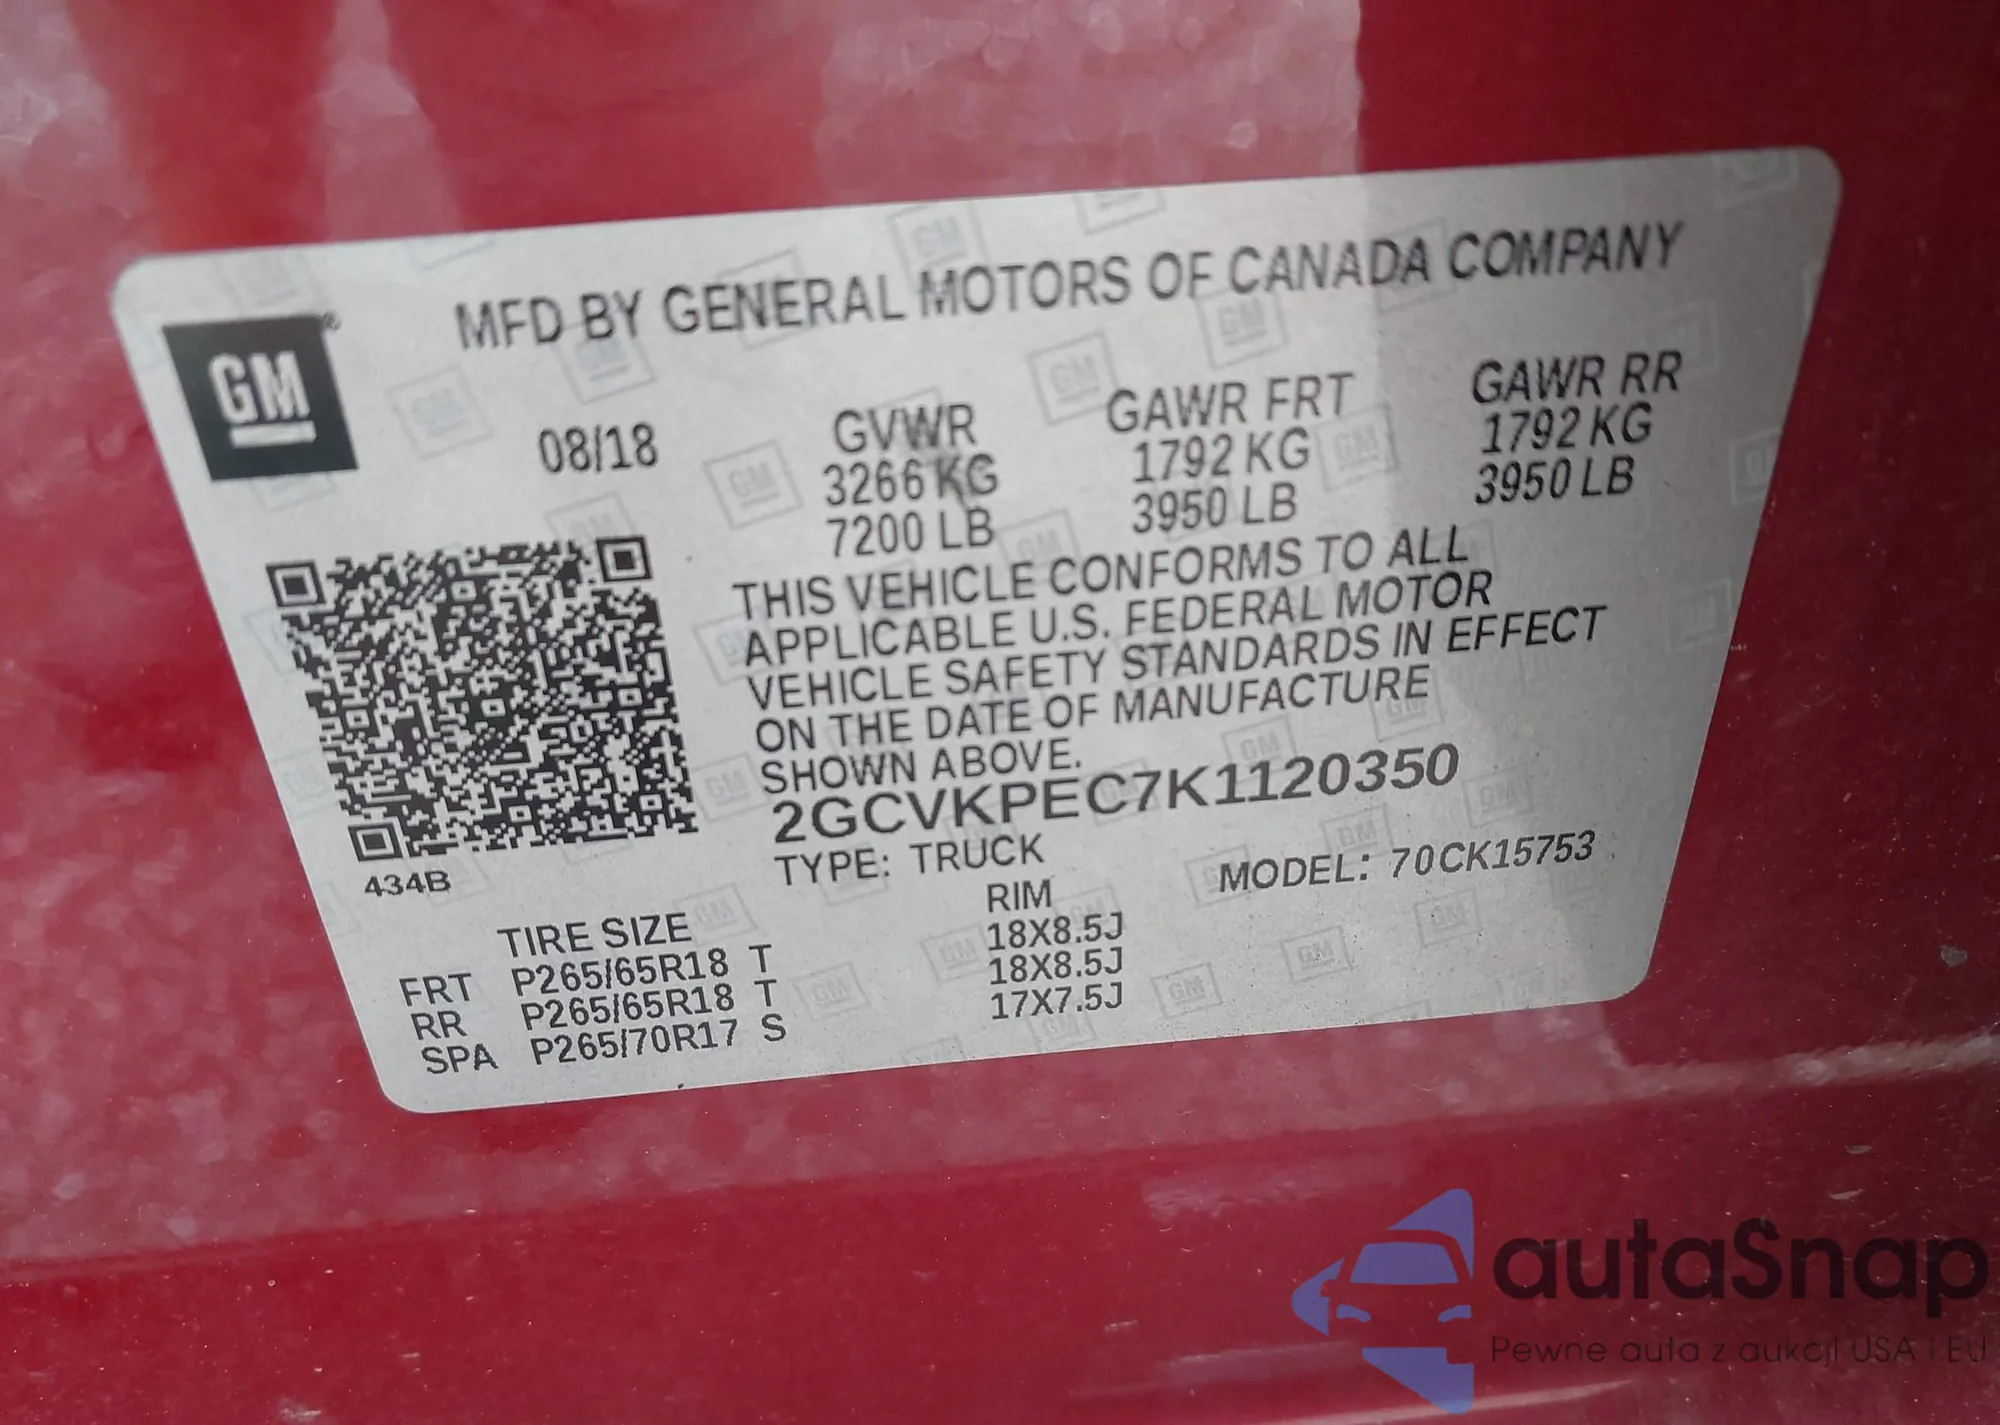 MFD BY GENERAL MOTORS OF CANADA COMPANY
GM ®
08/18
GVWR
3266 KG
7200 LB
GAWR FRT
1792 KG
3950 LB
GAWR RR
1792 KG
3950 LB
THIS VEHICLE CONFORMS TO ALL
APPLICABLE U.S. FEDERAL MOTOR
VEHICLE SAFETY STANDARDS IN EFFECT
ON THE DATE OF MANUFACTURE
SHOWN ABOVE.
2GCVKPEC7K1120350
TYPE: TRUCK
MODEL: 70CK15753
434B
TIRE SIZE RIM
FRT P265/65R18 T 18X8.5J
RR P265/65R18 T 18X8.5J
SPA P265/70R17 S 17X7.5J
autaSnap
Pewne auta z aukcji USA i EU